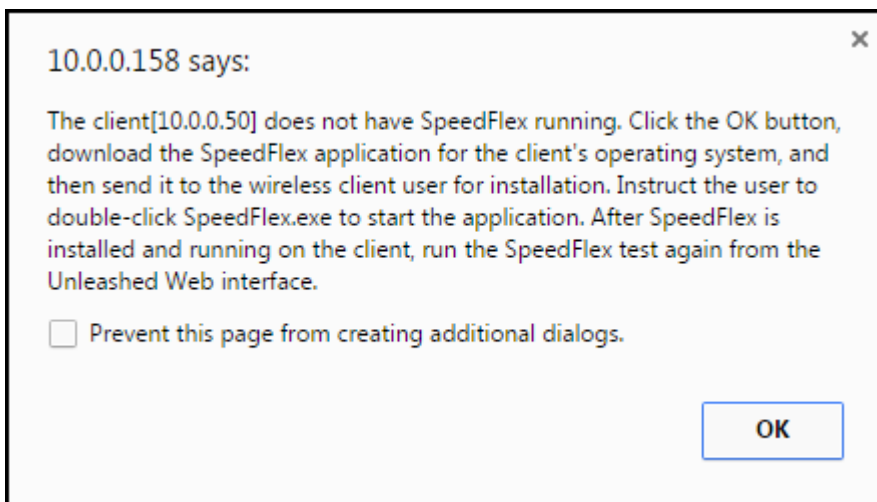 10.0.0.158 says:
The client[10.0.0.50] does not have SpeedFlex running. Click the OK button,
download the SpeedFlex application for the client's operating system, and
then send it to the wireless client user for installation. Instruct the user to
double-click SpeedFlex.exe to start the application. After SpeedFlex is
installed and running on the client, run the SpeedFlex test again from the
Unleashed Web interface.
Prevent this page from creating additional dialogs.
OK